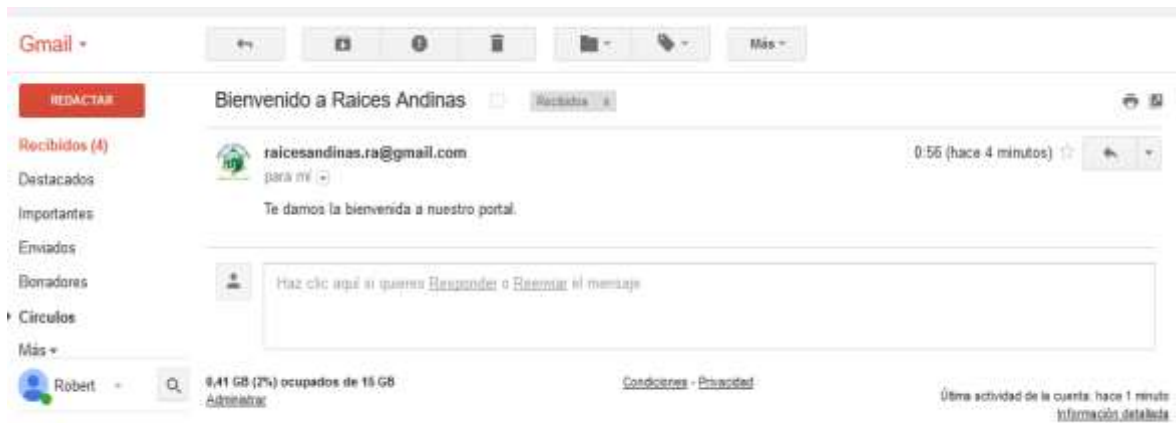 Gmail
Más
REDACTAR
Bienvenido a Raices Andinas
Recibidos x
Recibidos (4)
Destacados
Importantes
Enviados
Borradores
Círculos
Más
raicesandinas.ra@gmail.com
0:56 (hace 4 minutos)
para mí
Te damos la bienvenida a nuestro portal.
Haz clic aquí si quieres Responder o Reenviar el mensaje
Robert
0,41 GB (2%) ocupados de 15 GB
Administrar
Condiciones - Privacidad
Última actividad de la cuenta: hace 1 minuto
Información detallada